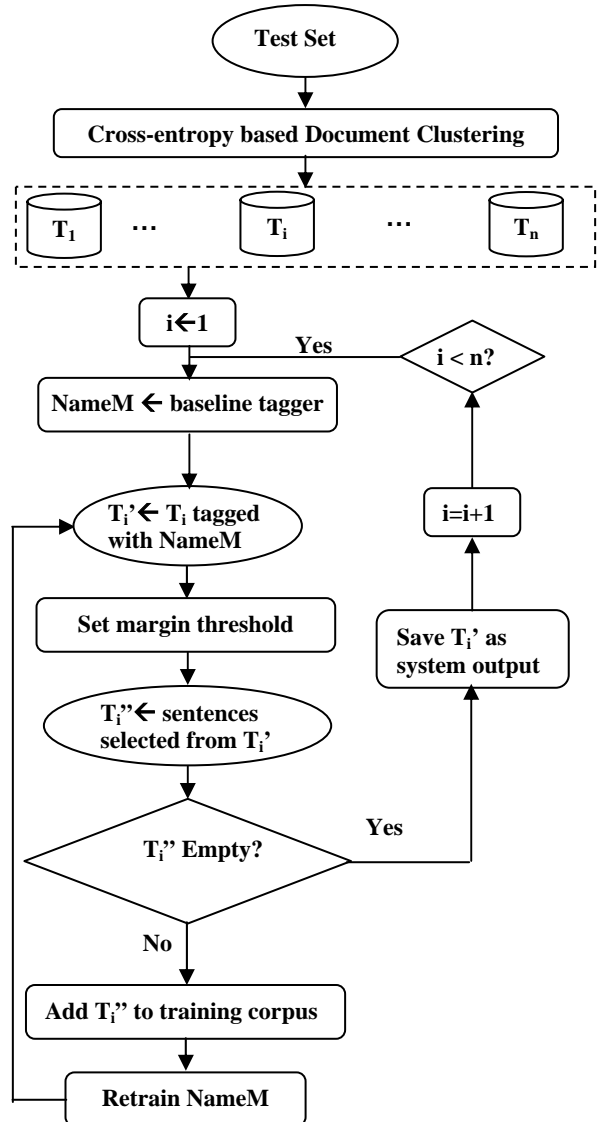 Test Set
Cross-entropy based Document Clustering
T₁ ... Tᵢ ... Tₙ
i←1
Yes
i < n?
NameM ← baseline tagger
Tᵢ’← Tᵢ tagged
with NameM
i=i+1
Set margin threshold
Save Tᵢ’ as
system output
Tᵢ”← sentences
selected from Tᵢ’
Yes
Tᵢ” Empty?
No
Add Tᵢ” to training corpus
Retrain NameM